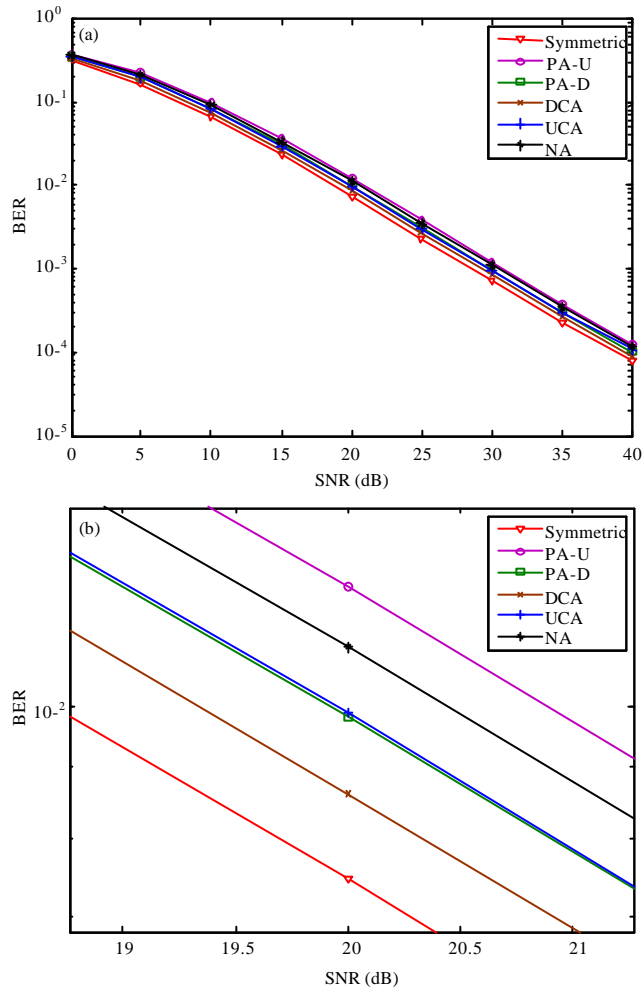 (a)
Symmetric
PA-U
PA-D
DCA
UCA
NA
BER
10^0
10^-1
10^-2
10^-3
10^-4
10^-5
0 5 10 15 20 25 30 35 40
SNR (dB)
(b)
Symmetric
PA-U
PA-D
DCA
UCA
NA
BER
10^-2
19 19.5 20 20.5 21
SNR (dB)